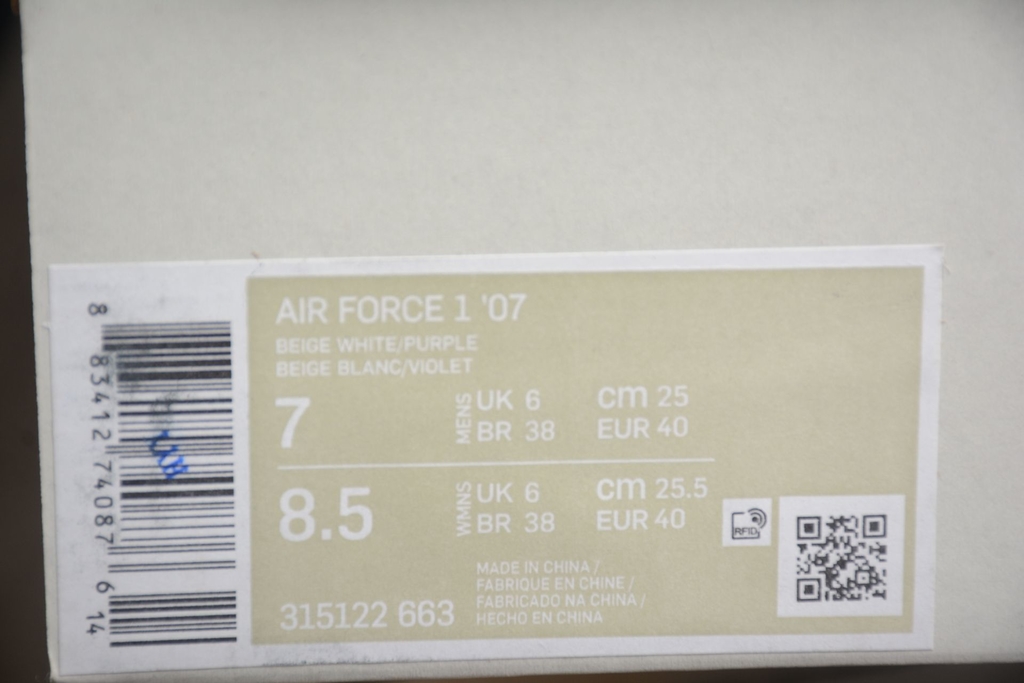 AIR FORCE 1 '07
BEIGE WHITE/PURPLE
BEIGE BLANC/VIOLET
7 MENS UK 6 cm 25
BR 38 EUR 40
8.5 WMNS UK 6 cm 25.5
BR 38 EUR 40
RFID
MADE IN CHINA /
FABRIQUE EN CHINE /
FABRICADO NA CHINA /
HECHO EN CHINA
315122 663
8 83412 74087 6 14